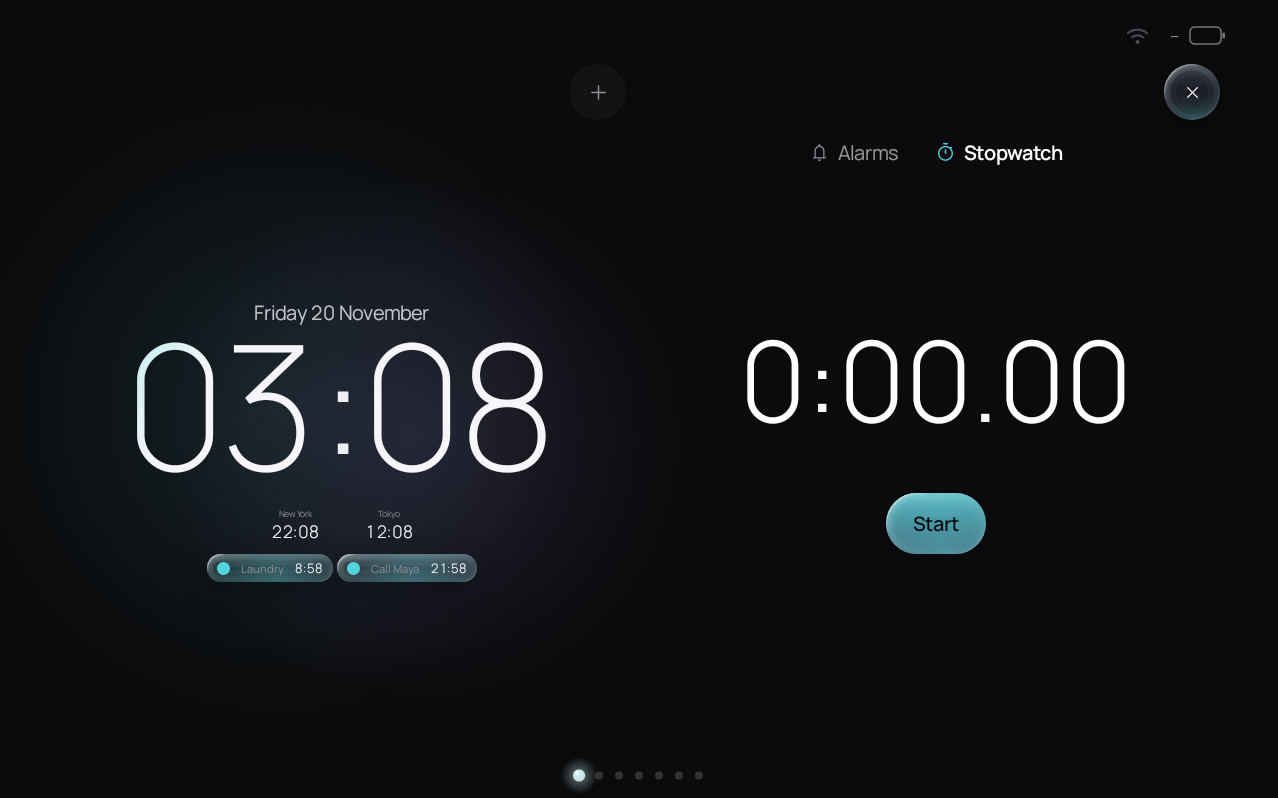 Alarms
Stopwatch
Friday 20 November
03:08
0:00.00
New York
Tokyo
22:08
12:08
Start
Laundry 8:58
Call Maya 21:58